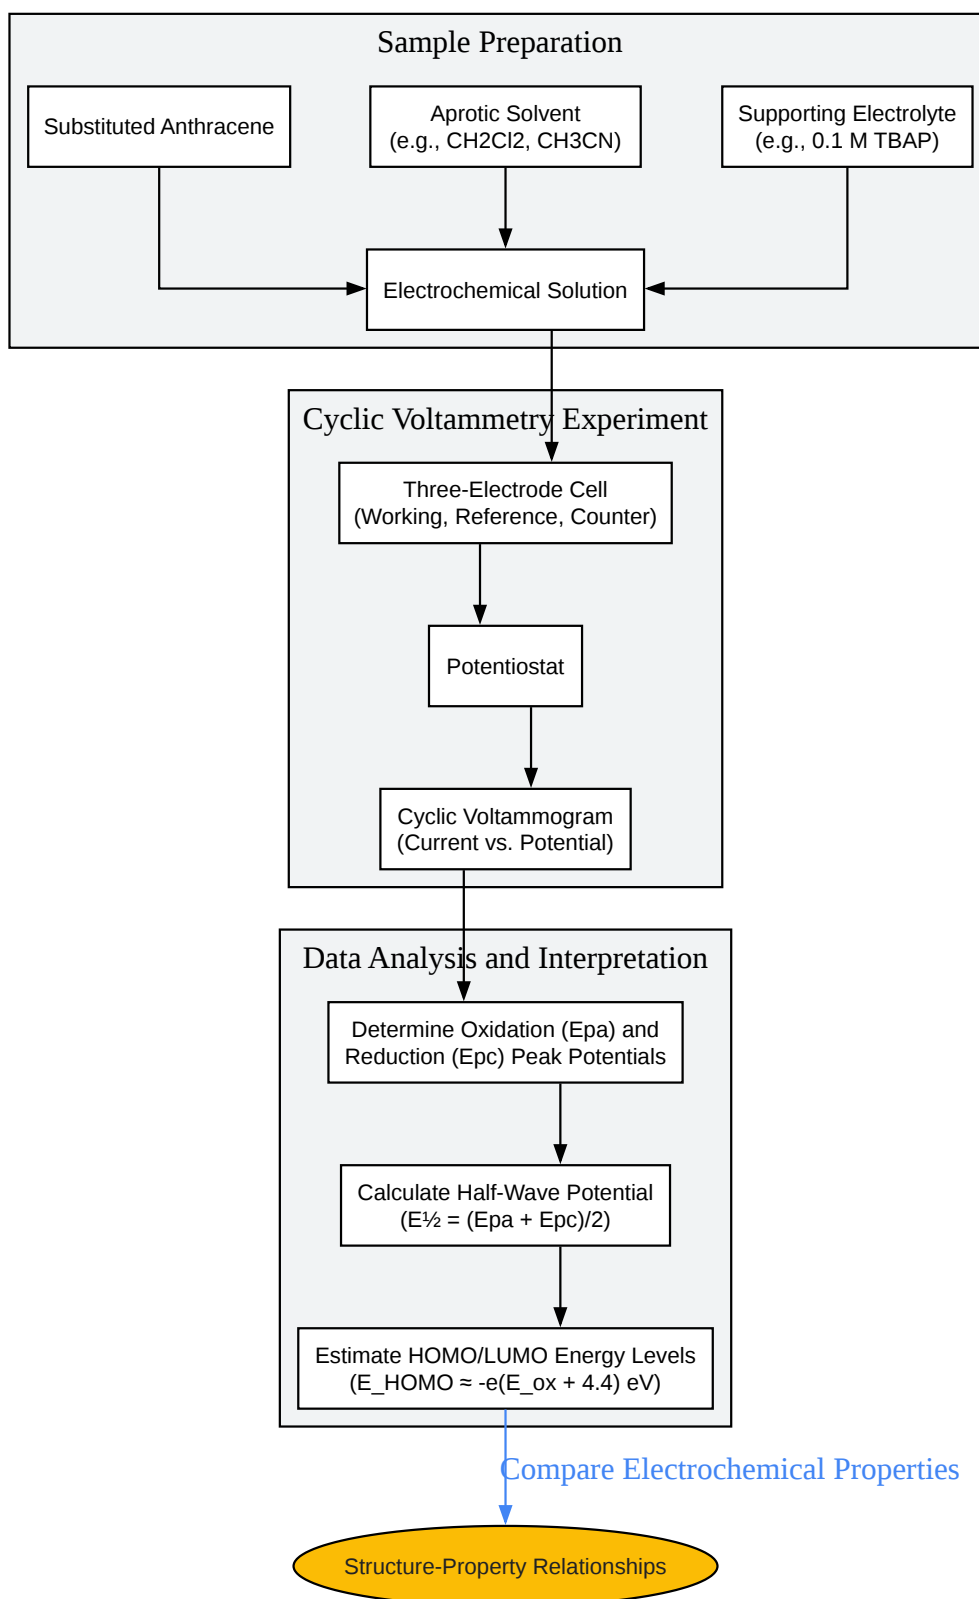 Sample Preparation
Substituted Anthracene
Aprotic Solvent
(e.g., CH2Cl2, CH3CN)
Supporting Electrolyte
(e.g., 0.1 M TBAP)
Electrochemical Solution
Cyclic Voltammetry Experiment
Three-Electrode Cell
(Working, Reference, Counter)
Potentiostat
Cyclic Voltammogram
(Current vs. Potential)
Data Analysis and Interpretation
Determine Oxidation (Epa) and
Reduction (Epc) Peak Potentials
Calculate Half-Wave Potential
(E½ = (Epa + Epc)/2)
Estimate HOMO/LUMO Energy Levels
(E_HOMO ≈ -e(E_ox + 4.4) eV)
Compare Electrochemical Properties
Structure-Property Relationships